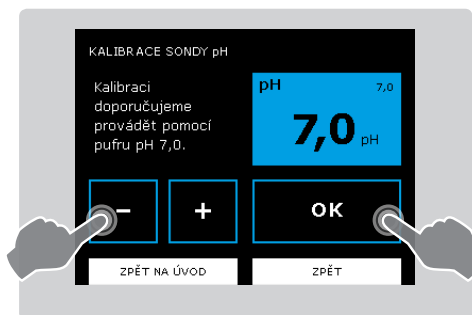 KALIBRACE SONDY pH
Kalibraci
doporučujeme
provádět pomocí
pufru pH 7,0.
pH 7,0
7,0 pH
- + OK
ZPĚT NA ÚVOD ZPĚT